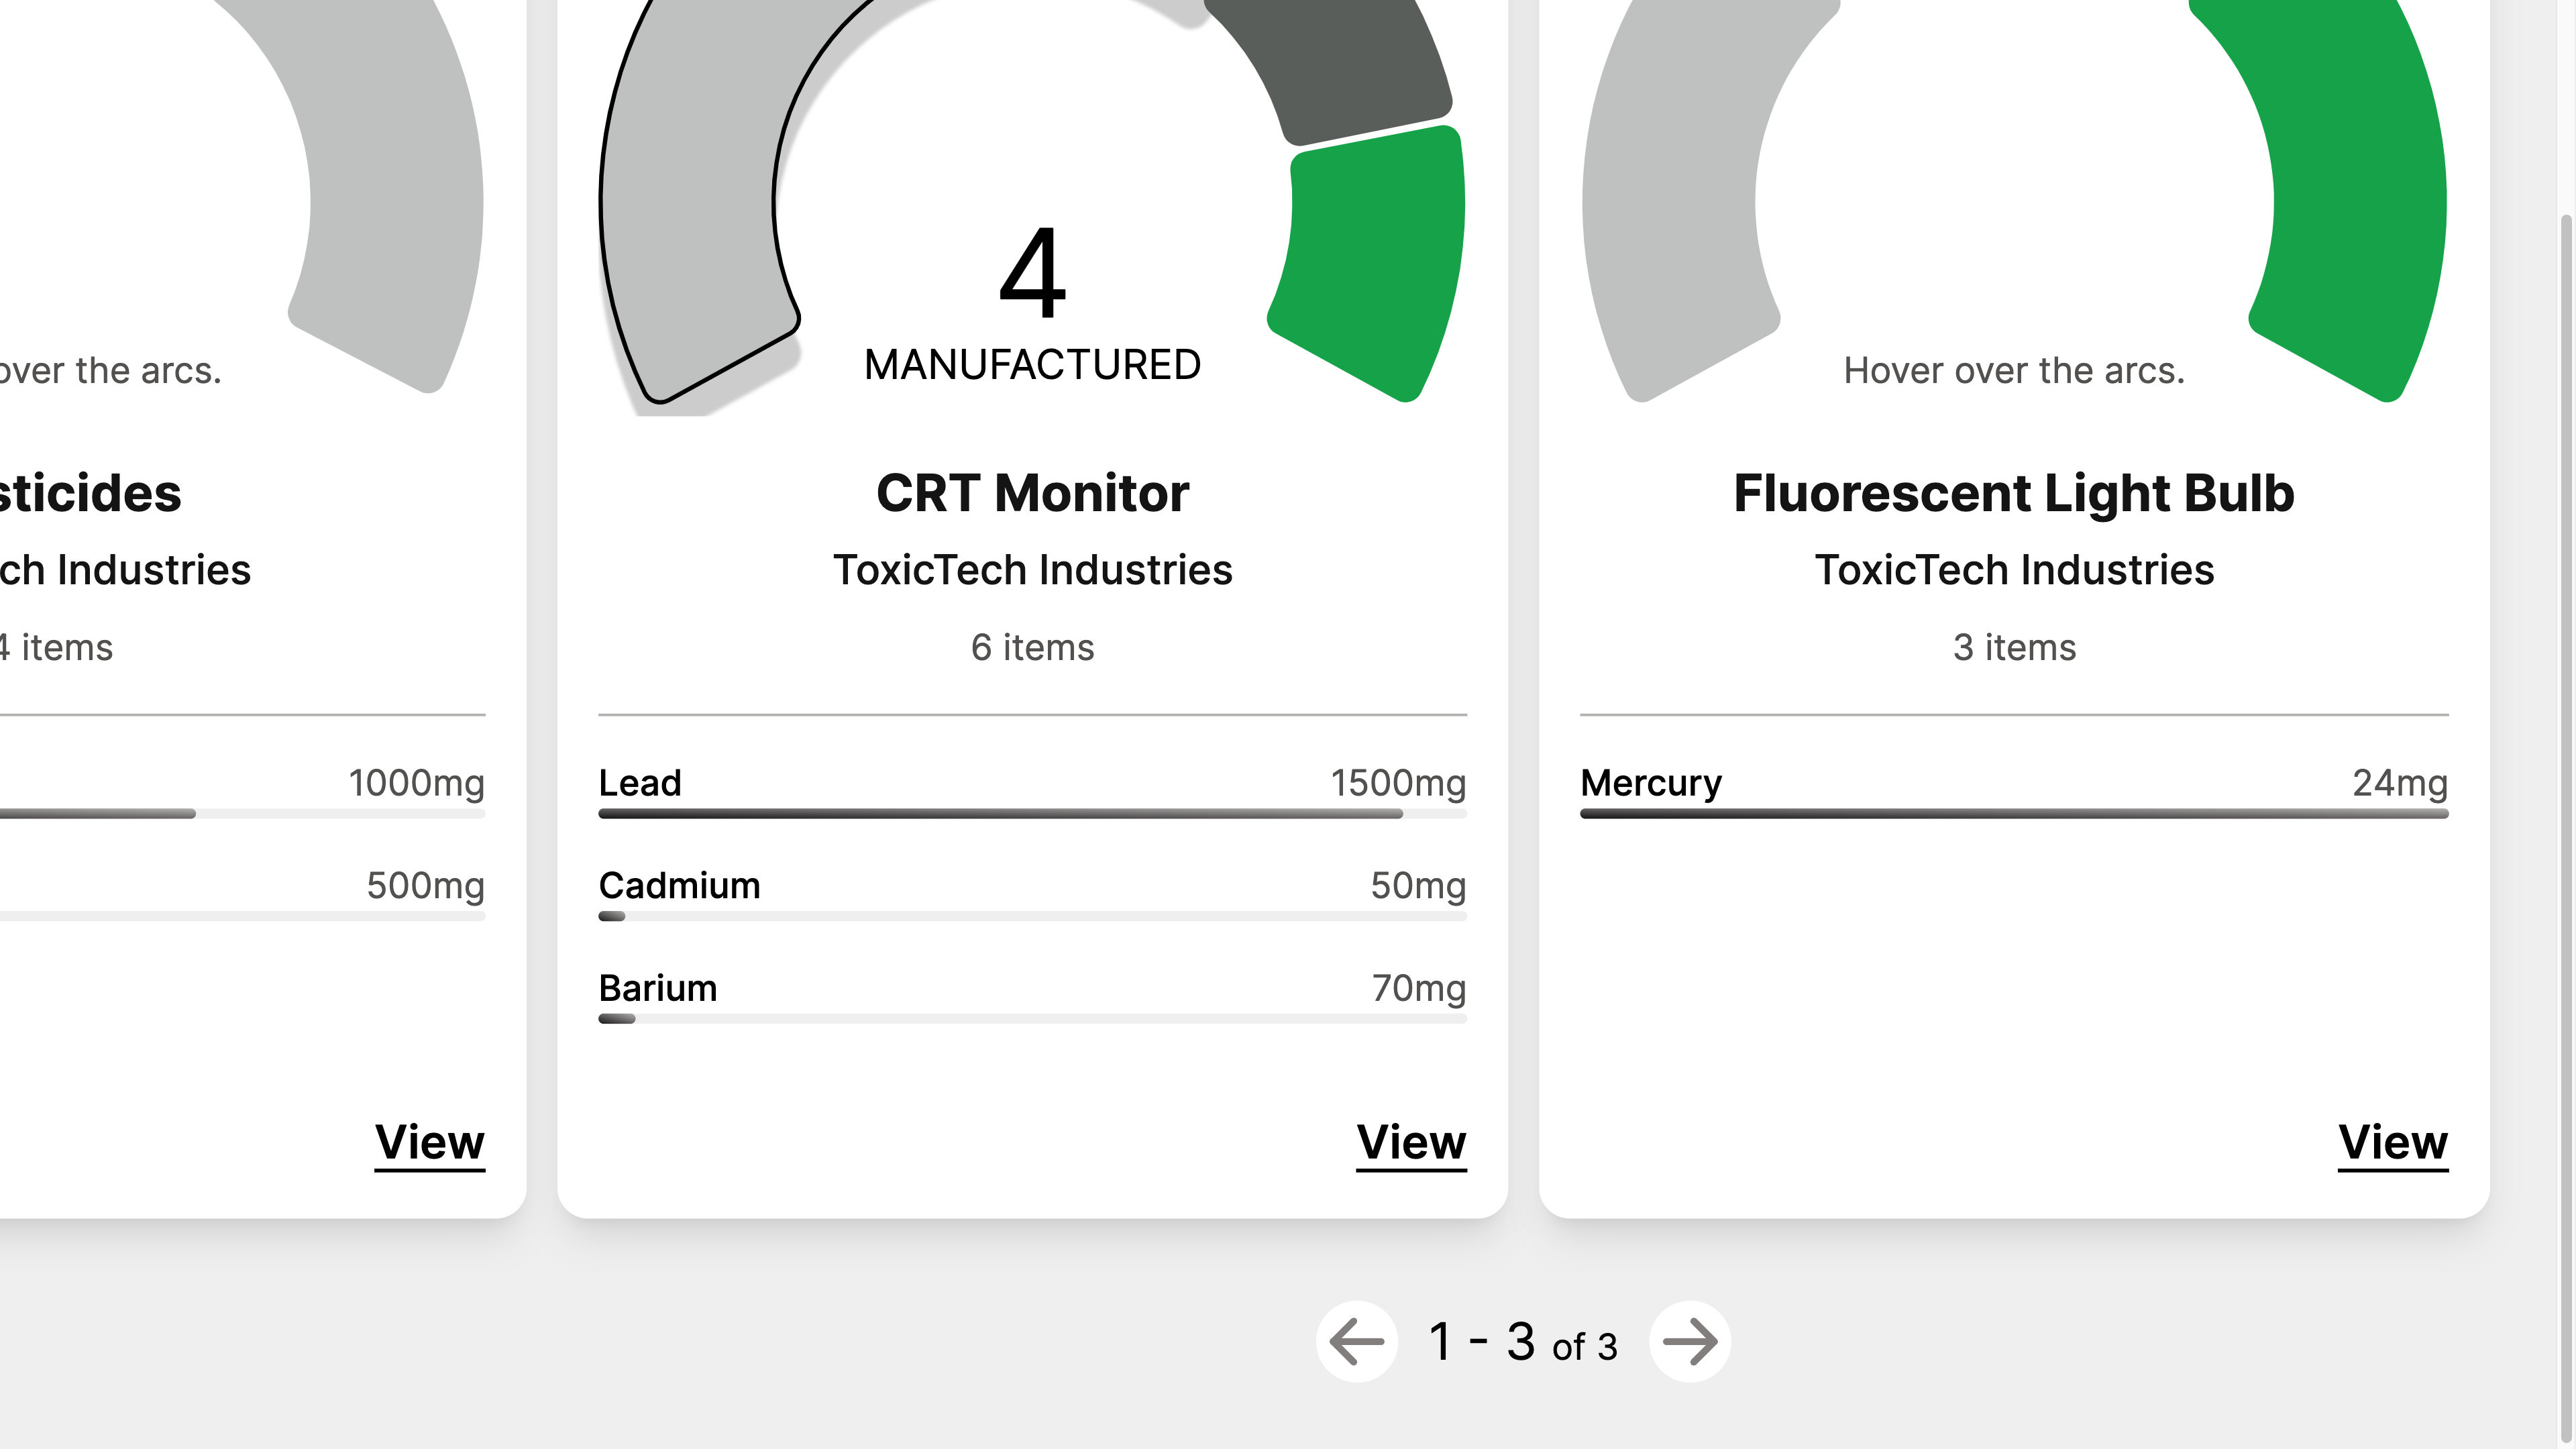 over the arcs.
sticides
ch Industries
4 items
1000mg
500mg
View
4
MANUFACTURED
CRT Monitor
ToxicTech Industries
6 items
Lead 1500mg
Cadmium 50mg
Barium 70mg
View
Hover over the arcs.
Fluorescent Light Bulb
ToxicTech Industries
3 items
Mercury 24mg
View
1 - 3 of 3